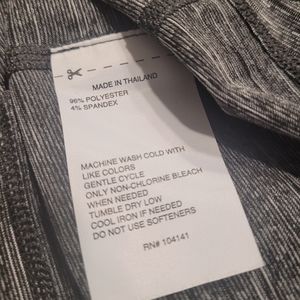 MADE IN THAILAND
96% POLYESTER
4% SPANDEX
MACHINE WASH COLD WITH
LIKE COLORS
GENTLE CYCLE
ONLY NON-CHLORINE BLEACH
WHEN NEEDED
TUMBLE DRY LOW
COOL IRON IF NEEDED
DO NOT USE SOFTENERS
RN# 104141